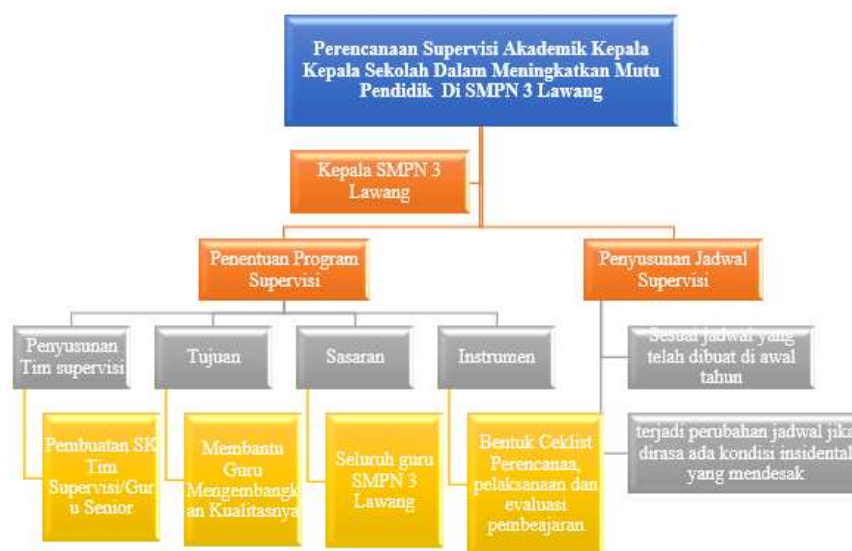 Perencanaan Supervisi Akademik Kepala
Kepala Sekolah Dalam Meningkatkan Mutu
Pendidik Di SMPN 3 Lawang
Kepala SMPN 3
Lawang
Penentuan Program
Supervisi
Penyusunan Jadwal
Supervisi
Penyusunan
Tim supervisi
Tujuan
Sasaran
Instrumen
Sesuai jadwal yang
telah dibuat di awal
tahun
Pembuatan SK
Tim
Supervisi/Gur
u Senior
Membantu
Guru
Mengembangk
an Kualitasnya
Seluruh guru
SMPN 3
Lawang
Bentuk Ceklist
Perencanaa,
pelaksanaan dan
evaluasi
pembeajaran
terjadi perubahan jadwal jika
dirasa ada kondisi insidental
yang mendesak